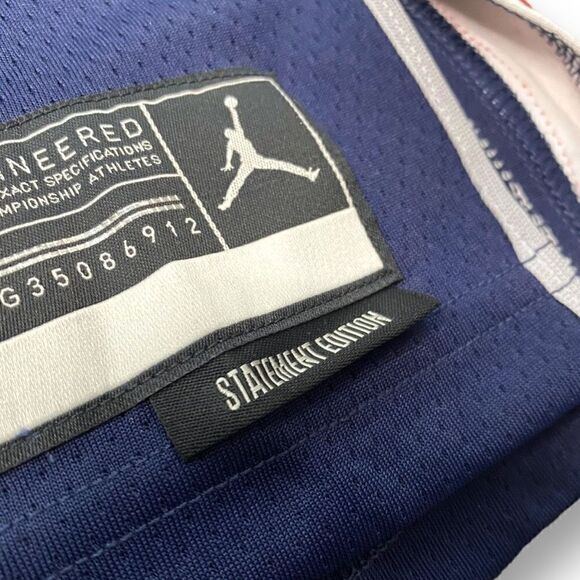 NEERED
XACT SPECIFICATIONS
MPIONSHIP ATHLETES
G35086912
STATEMENT EDITION